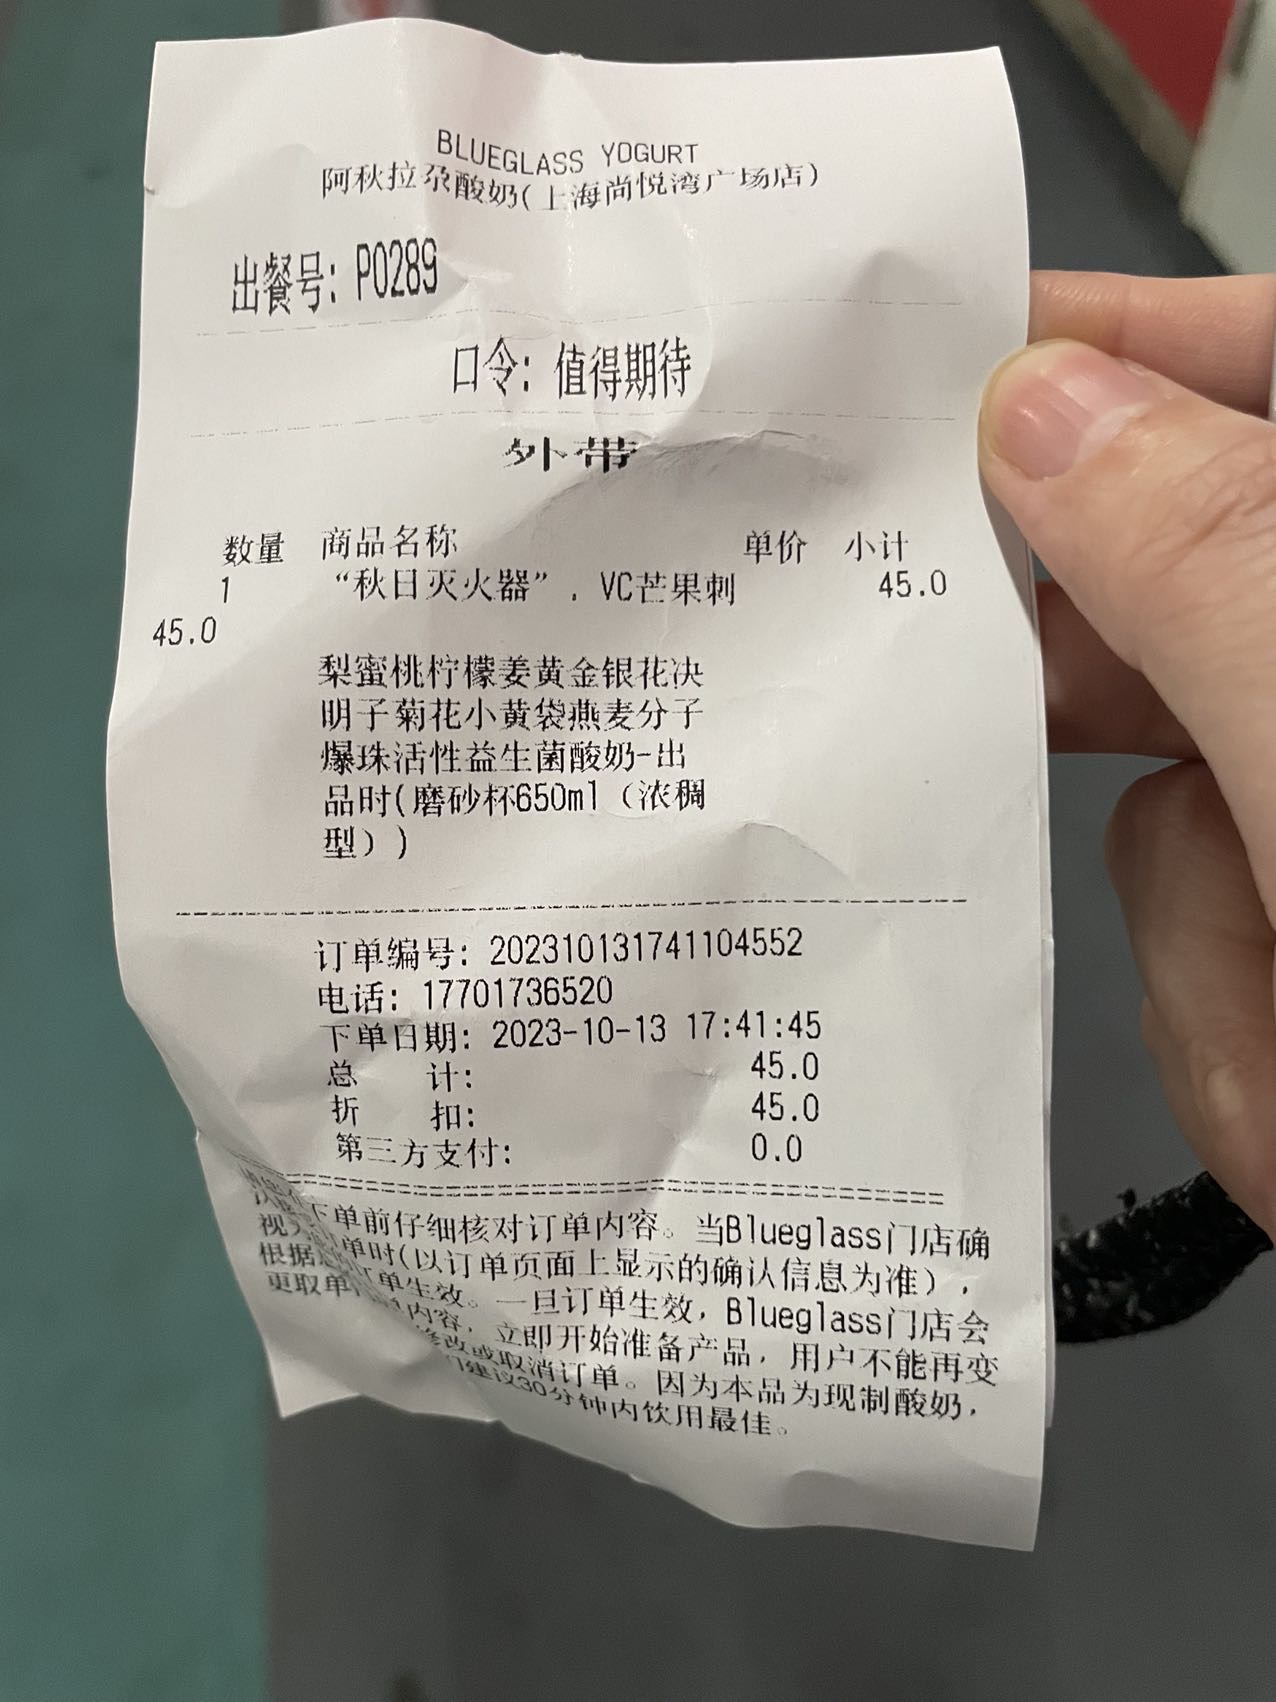 BLUEGLASS YOGURT
阿秋拉尕酸奶(上海尚悦湾广场店)
出餐号: P0289
口令: 值得期待
外带
数量 商品名称 单价 小计
1 “秋日灭火器”.VC芒果刺 45.0
45.0
梨蜜桃柠檬姜黄金银花决
明子菊花小黄袋燕麦分子
爆珠活性益生菌酸奶-出
品时(磨砂杯650ml（浓稠
型）)
订单编号: 202310131741104552
电话: 17701736520
下单日期: 2023-10-13 17:41:45
总 计: 45.0
折 扣: 45.0
第三方支付: 0.0
下单前仔细核对订单内容。当Blueglass门店确
单时(以订单页面上显示的确认信息为准),
视为订单生效。一旦订单生效,Blueglass门店会
根据 内容,立即开始准备产品,用户不能再变
更取单 修改或取消订单。因为本品为现制酸奶,
建议30分钟内饮用最佳。